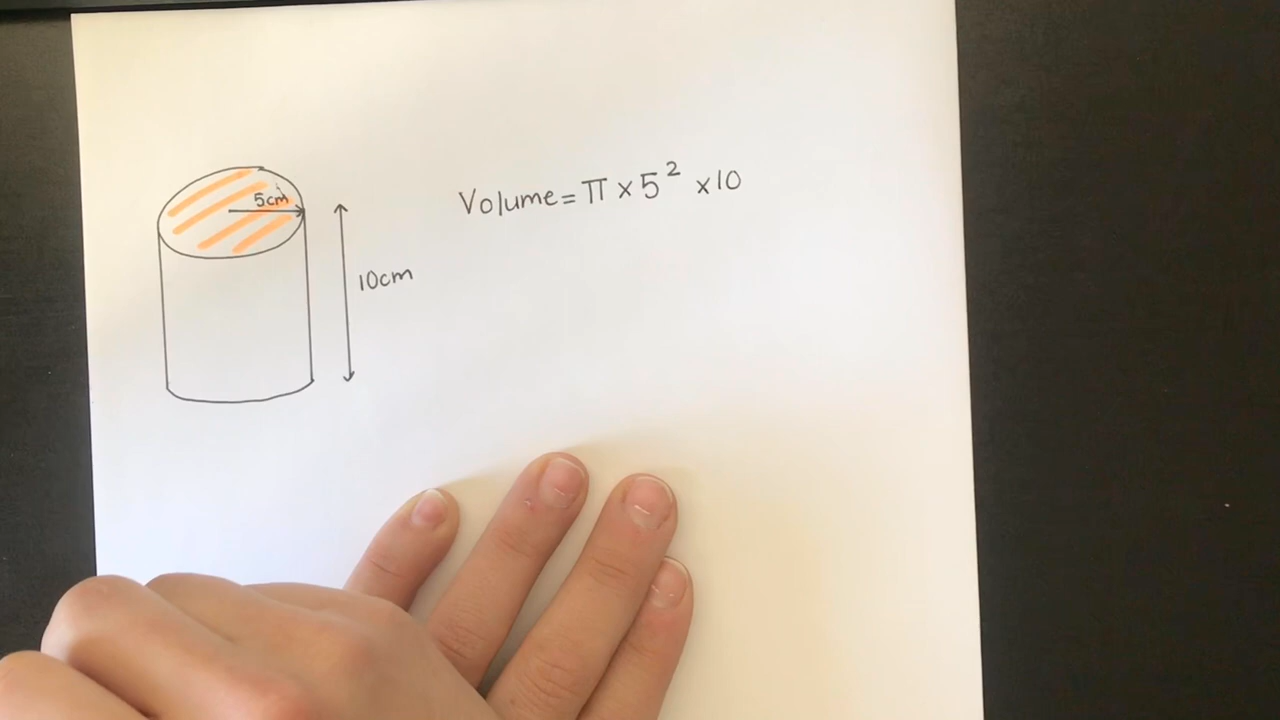 5cm
10cm
Volume = π × 5² × 10